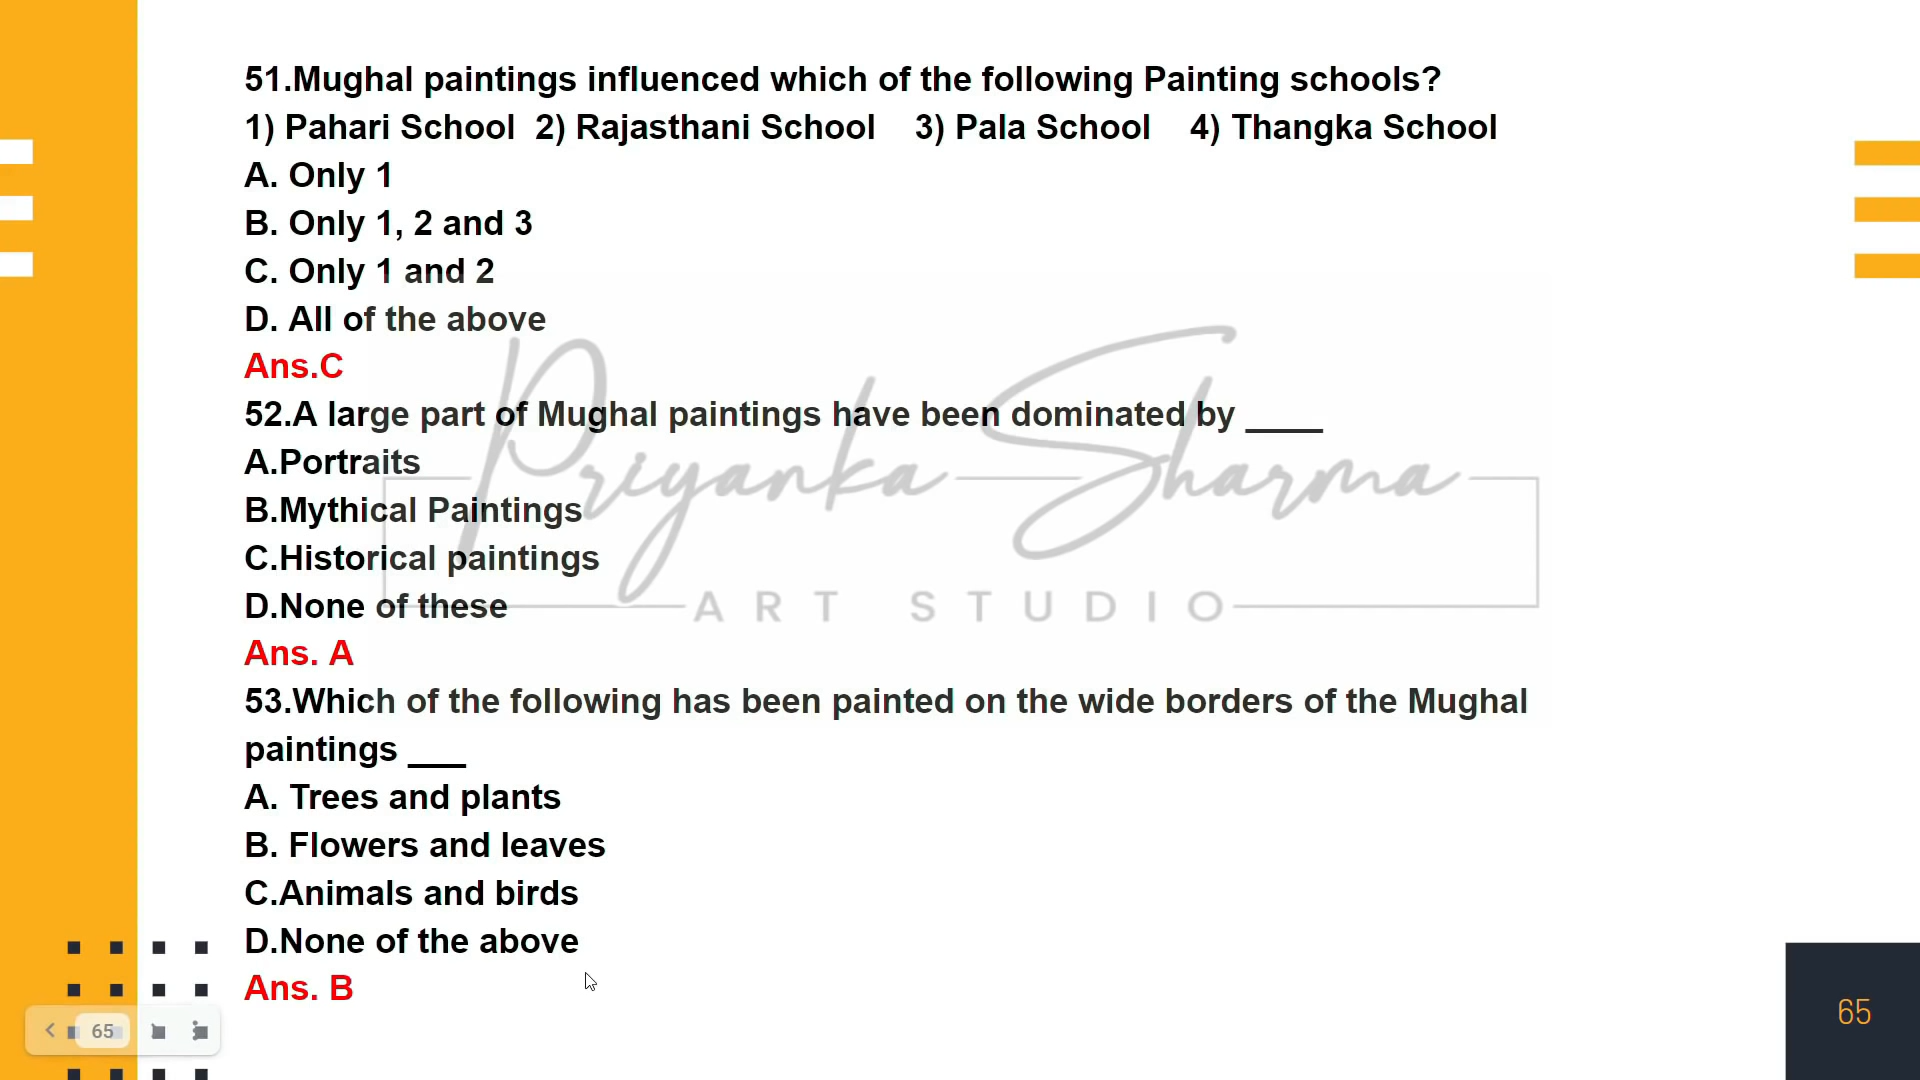 51.Mughal paintings influenced which of the following Painting schools?
1) Pahari School 2) Rajasthani School 3) Pala School 4) Thangka School
A. Only 1
B. Only 1, 2 and 3
C. Only 1 and 2
D. All of the above
Ans.C
52.A large part of Mughal paintings have been dominated by ____
A.Portraits
B.Mythical Paintings
C.Historical paintings
D.None of these
Ans. A
53.Which of the following has been painted on the wide borders of the Mughal
paintings ___
A. Trees and plants
B. Flowers and leaves
C.Animals and birds
D.None of the above
Ans. B
Priyanka Sharma
ART STUDIO
65
65